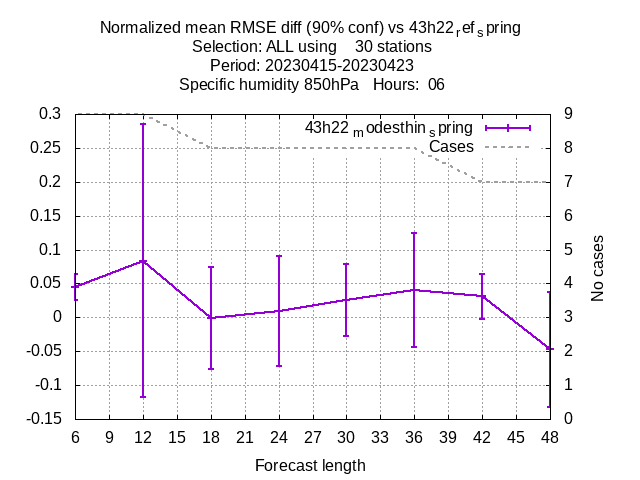 Normalized mean RMSE diff (90% conf) vs 43h22ref spring
Selection: ALL using 30 stations
Period: 20230415-20230423
Specific humidity 850hPa Hours: 06
43h22modesthinspring
Cases
0.3
0.25
0.2
0.15
0.1
0.05
0
-0.05
-0.1
-0.15
9
8
7
6
5
4
3
2
1
0
No cases
6 9 12 15 18 21 24 27 30 33 36 39 42 45 48
Forecast length